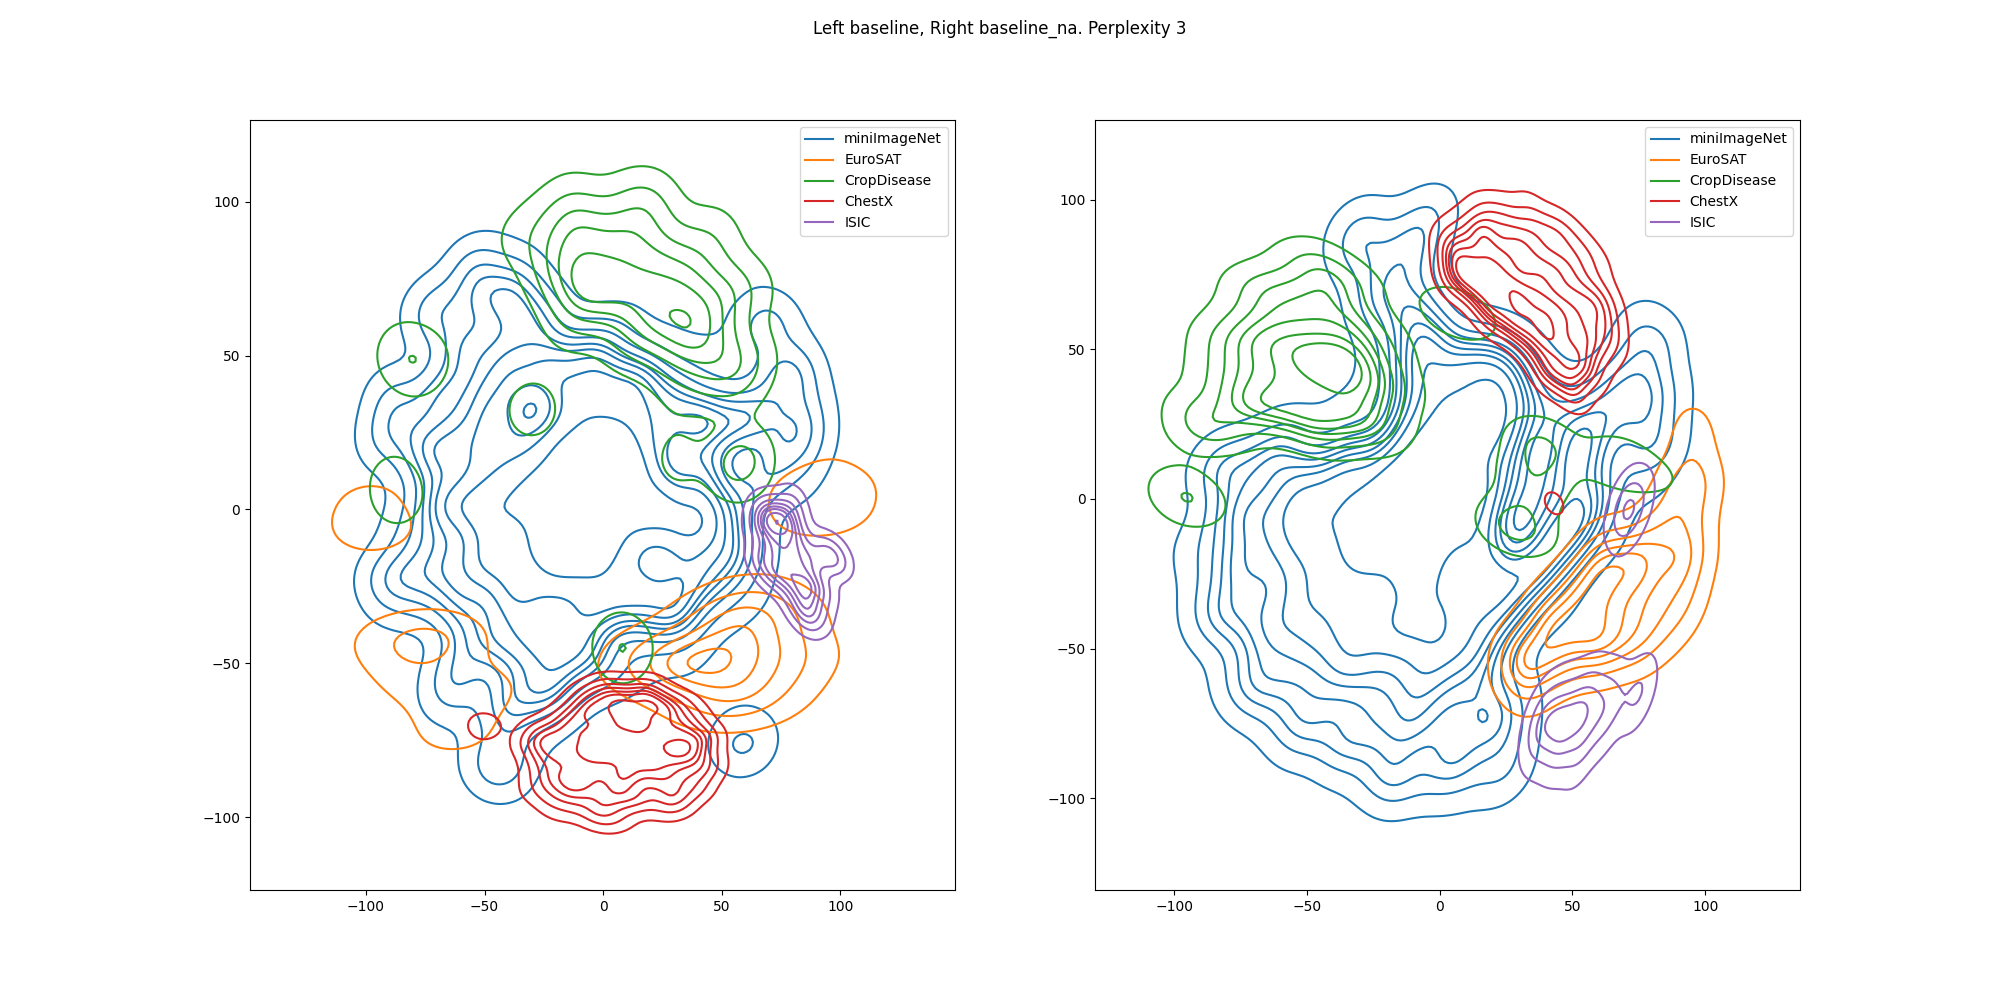 Left baseline, Right baseline_na. Perplexity 3
miniImageNet
EuroSAT
CropDisease
ChestX
ISIC
100
50
0
−50
−100
−100 −50 0 50 100
miniImageNet
EuroSAT
CropDisease
ChestX
ISIC
100
50
0
−50
−100
−100 −50 0 50 100